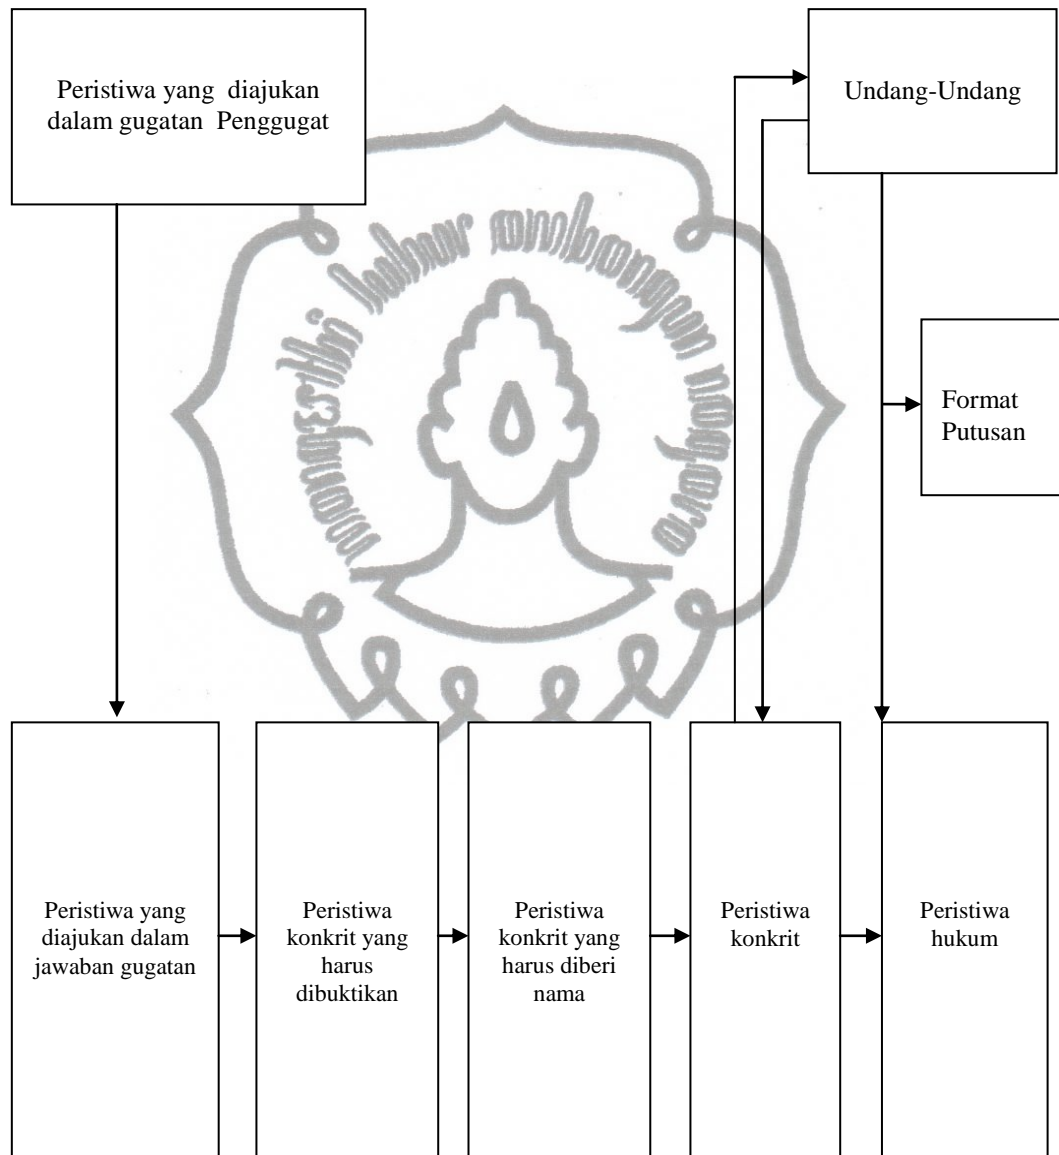 Peristiwa yang  diajukan
dalam gugatan  Penggugat
Undang-Undang
Format
Putusan
Peristiwa yang
diajukan dalam
jawaban gugatan
Peristiwa
konkrit yang
harus
dibuktikan
Peristiwa
konkrit yang
harus diberi
nama
Peristiwa
konkrit
Peristiwa
hukum